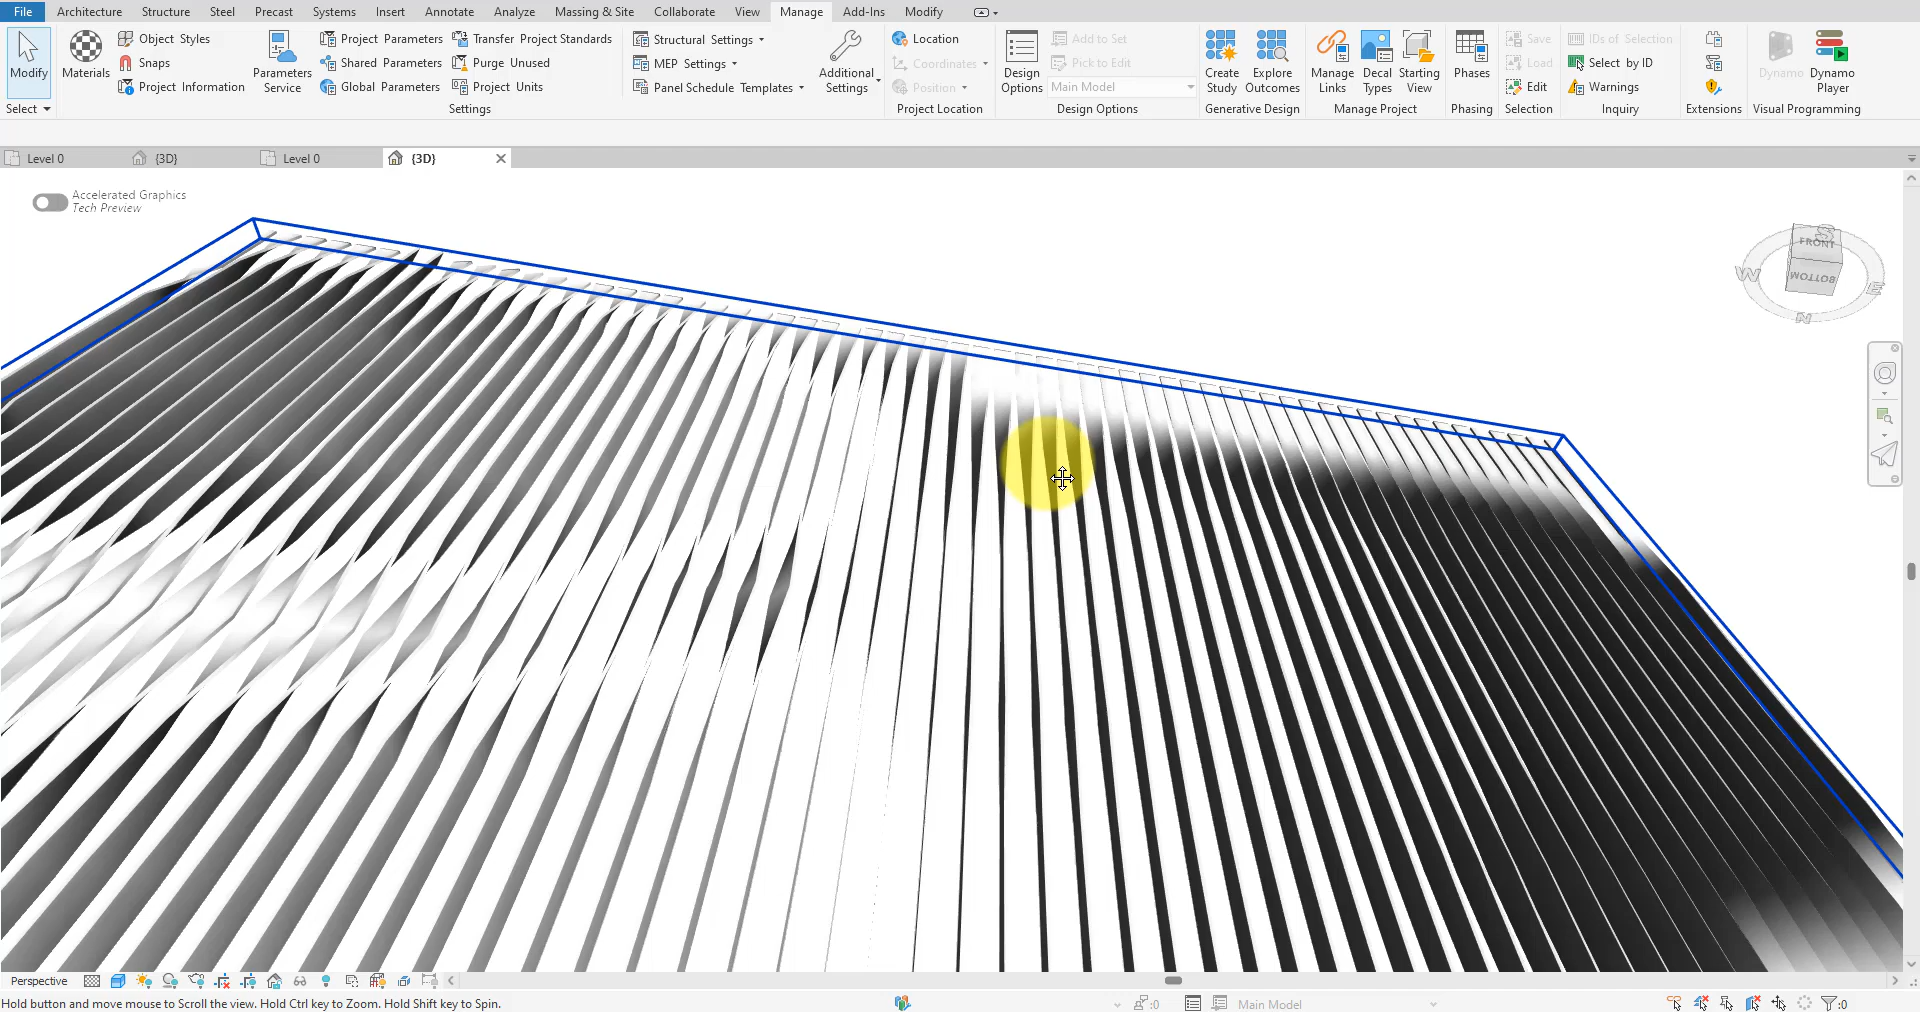 File Architecture Structure Steel Precast Systems Insert Annotate Analyze Massing & Site Collaborate View Manage Add-Ins Modify
Modify
Select
Materials
Object Styles
Snaps
Project Information
Parameters
Service
Project Parameters
Shared Parameters
Global Parameters
Transfer Project Standards
Purge Unused
Project Units
Settings
Structural Settings
MEP Settings
Panel Schedule Templates
Additional
Settings
Location
Coordinates
Position
Project Location
Design
Options
Add to Set
Pick to Edit
Main Model
Design Options
Create
Study
Explore
Outcomes
Generative Design
Manage
Links
Decal
Types
Starting
View
Manage Project
Phases
Phasing
Save
Load
Edit
Selection
IDs of Selection
Select by ID
Warnings
Inquiry
Extensions
Dynamo
Dynamo
Player
Visual Programming
Level 0
{3D}
Level 0
{3D}
Accelerated Graphics
Tech Preview
S
FRONT
W
BOTTOM
E
N
Perspective
Hold button and move mouse to Scroll the view. Hold Ctrl key to Zoom. Hold Shift key to Spin.
:0
Main Model
:0